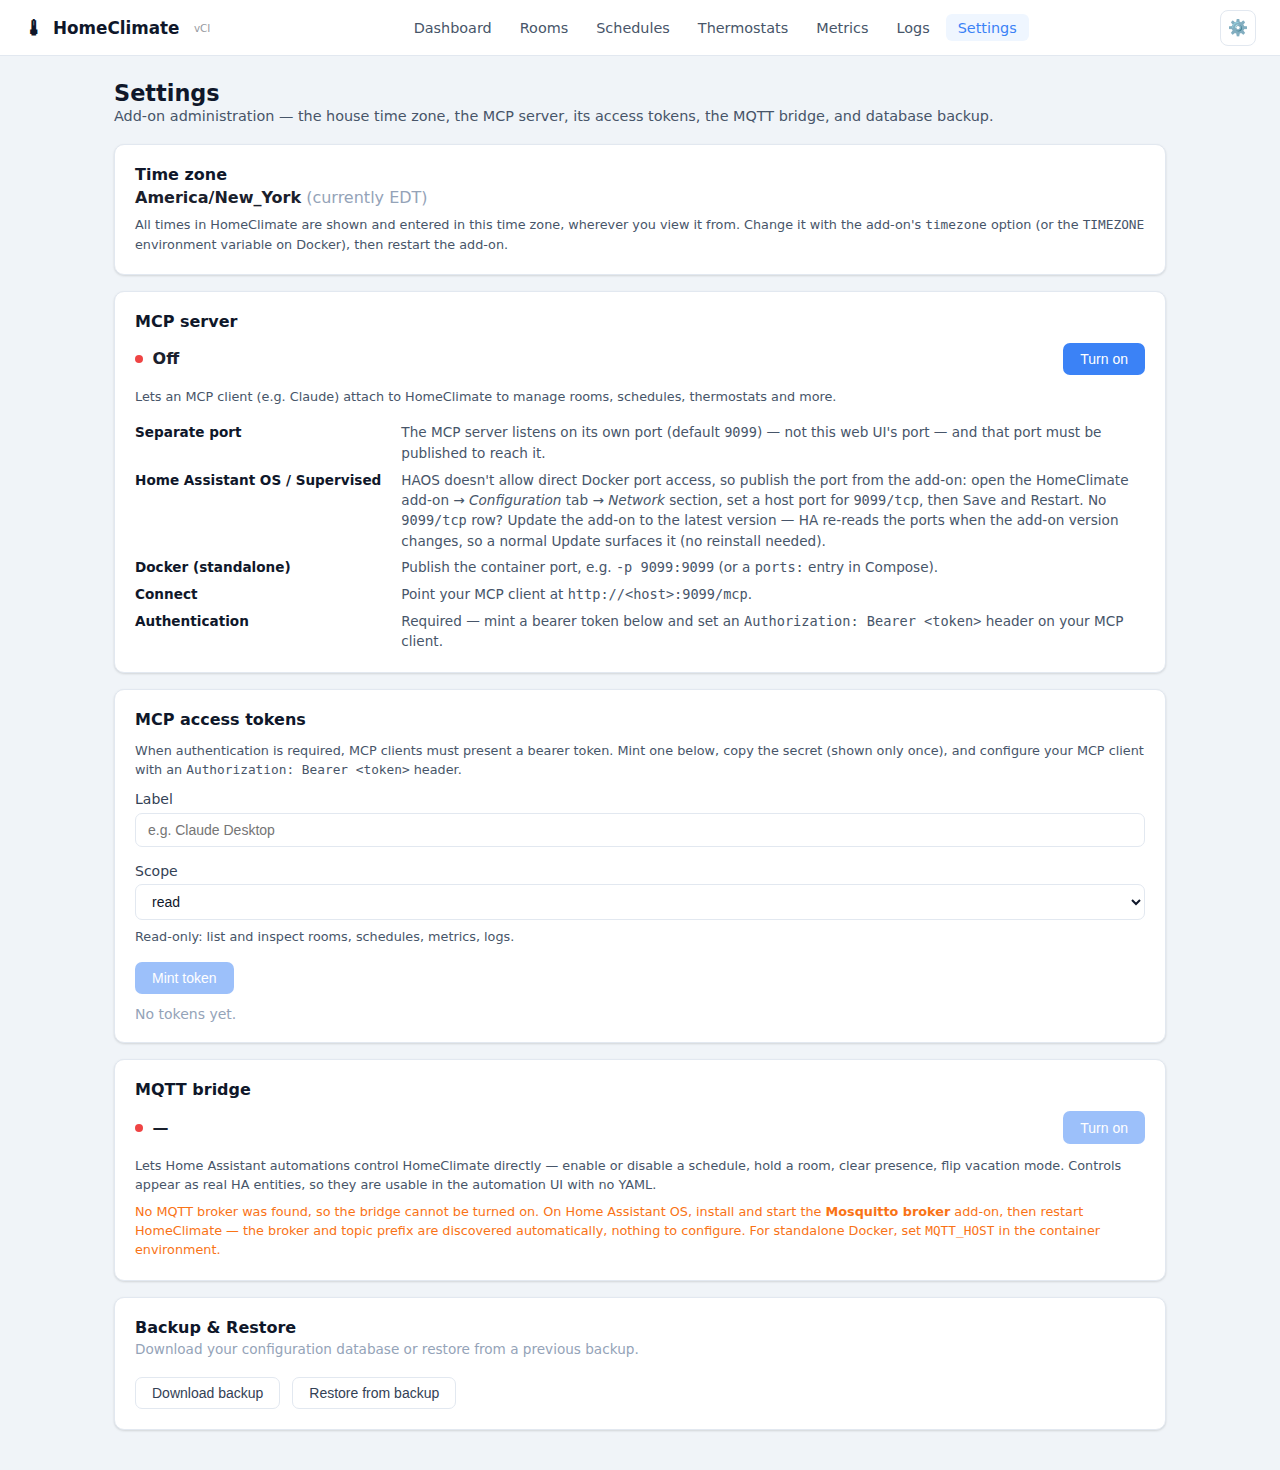 HomeClimate vCI Dashboard Rooms Schedules Thermostats Metrics Logs Settings
Settings
Add-on administration — the house time zone, the MCP server, its access tokens, the MQTT bridge, and database backup.
Time zone
America/New_York (currently EDT)
All times in HomeClimate are shown and entered in this time zone, wherever you view it from. Change it with the add-on's timezone option (or the TIMEZONE
environment variable on Docker), then restart the add-on.
MCP server
Off
Turn on
Lets an MCP client (e.g. Claude) attach to HomeClimate to manage rooms, schedules, thermostats and more.
Separate port
The MCP server listens on its own port (default 9099) — not this web UI's port — and that port must be
published to reach it.
Home Assistant OS / Supervised
HAOS doesn't allow direct Docker port access, so publish the port from the add-on: open the HomeClimate
add-on → Configuration tab → Network section, set a host port for 9099/tcp, then Save and Restart. No
9099/tcp row? Update the add-on to the latest version — HA re-reads the ports when the add-on version
changes, so a normal Update surfaces it (no reinstall needed).
Docker (standalone)
Publish the container port, e.g. -p 9099:9099 (or a ports: entry in Compose).
Connect
Point your MCP client at http://<host>:9099/mcp.
Authentication
Required — mint a bearer token below and set an Authorization: Bearer <token> header on your MCP
client.
MCP access tokens
When authentication is required, MCP clients must present a bearer token. Mint one below, copy the secret (shown only once), and configure your MCP client
with an Authorization: Bearer <token> header.
Label
e.g. Claude Desktop
Scope
read
Read-only: list and inspect rooms, schedules, metrics, logs.
Mint token
No tokens yet.
MQTT bridge
—
Turn on
Lets Home Assistant automations control HomeClimate directly — enable or disable a schedule, hold a room, clear presence, flip vacation mode. Controls
appear as real HA entities, so they are usable in the automation UI with no YAML.
No MQTT broker was found, so the bridge cannot be turned on. On Home Assistant OS, install and start the Mosquitto broker add-on, then restart
HomeClimate — the broker and topic prefix are discovered automatically, nothing to configure. For standalone Docker, set MQTT_HOST in the container
environment.
Backup & Restore
Download your configuration database or restore from a previous backup.
Download backup
Restore from backup